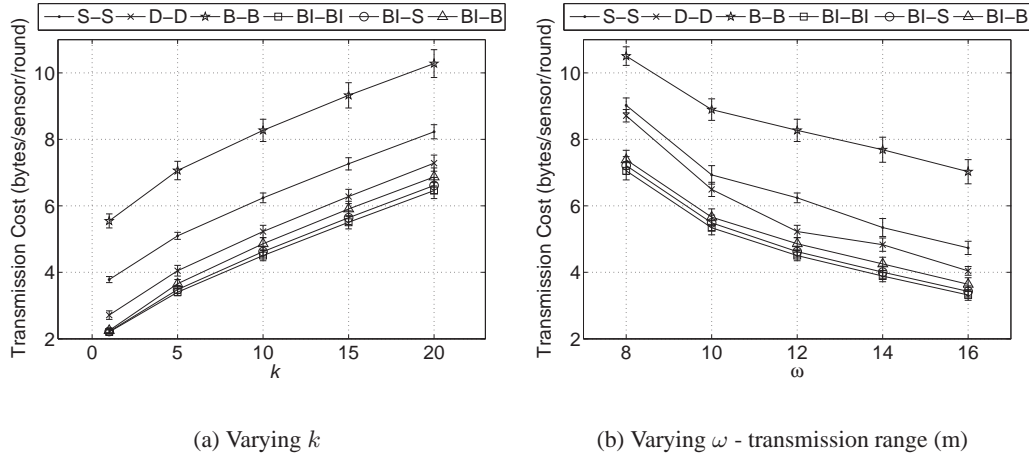 S−S D−D B−B BI−BI BI−S BI−B
Transmission Cost (bytes/sensor/round)
10
8
6
4
2
0 5 10 15 20
k
(a) Varying k
S−S D−D B−B BI−BI BI−S BI−B
Transmission Cost (bytes/sensor/round)
10
8
6
4
2
8 10 12 14 16
ω
(b) Varying ω - transmission range (m)